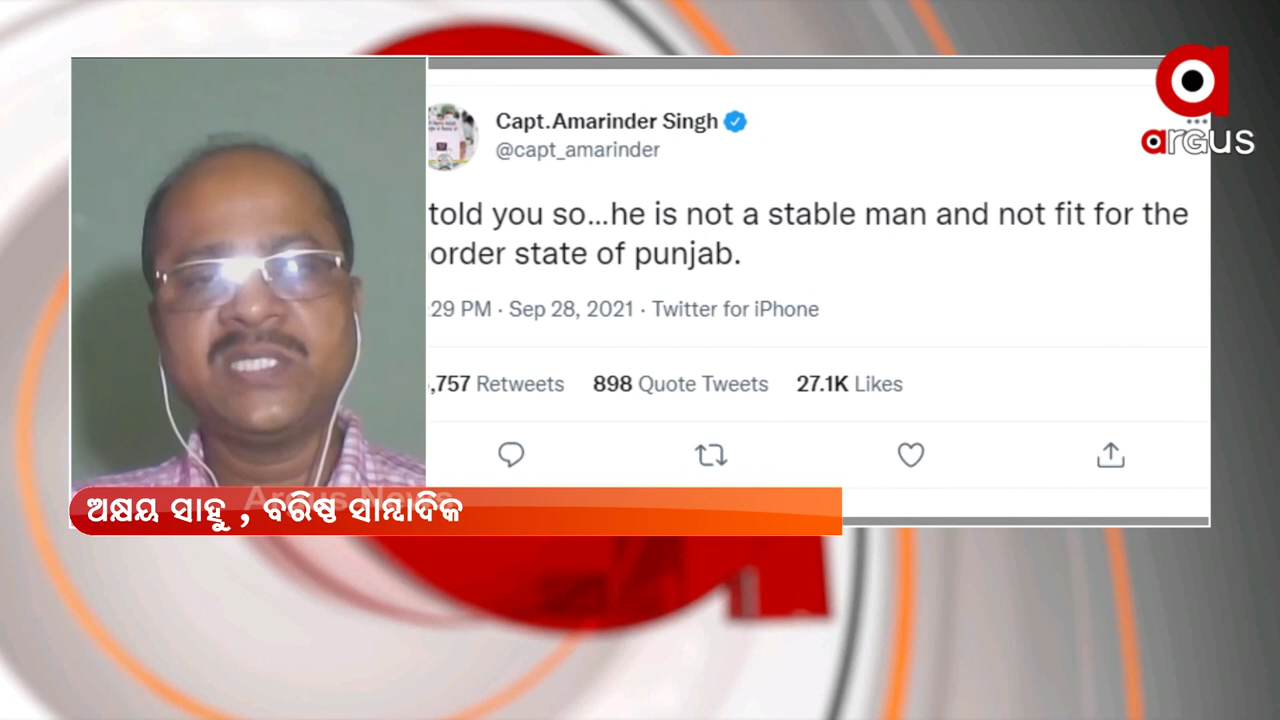 Capt.Amarinder Singh
@capt_amarinder
told you so...he is not a stable man and not fit for the
order state of punjab.
:29 PM · Sep 28, 2021 · Twitter for iPhone
,757 Retweets 898 Quote Tweets 27.1K Likes
argus
Argus News
ଅକ୍ଷୟ ସାହୁ , ବରିଷ୍ଠ ସାମ୍ବାଦିକ